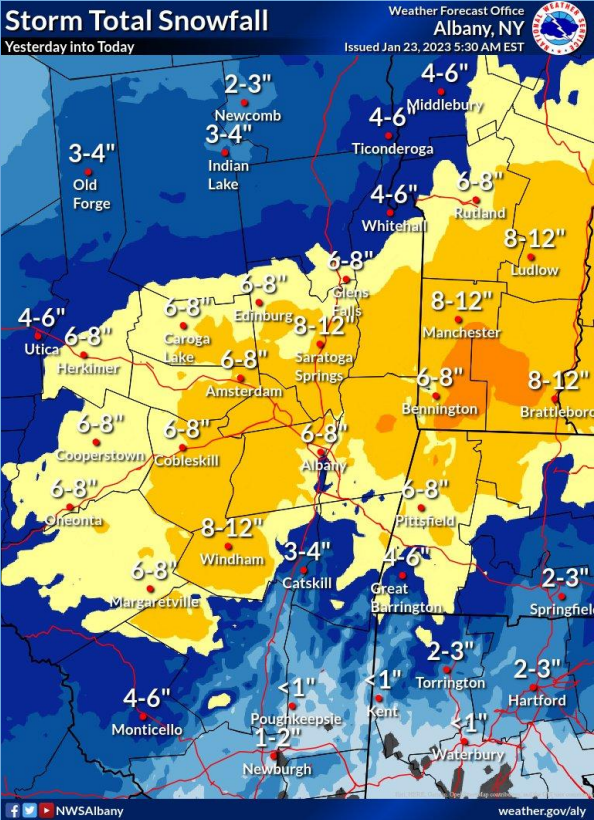 Storm Total Snowfall
Yesterday into Today
Weather Forecast Office
Albany, NY
Issued Jan 23, 2023 5:30 AM EST
NATIONAL WEATHER SERVICE
4-6"
Middlebury
2-3"
Newcomb
4-6"
Ticonderoga
3-4"
Indian
Lake
3-4"
Old
Forge
4-6"
Whitehall
6-8"
Rutland
8-12"
Ludlow
6-8"
Glens
Falls
6-8"
Edinburg
6-8"
Caroga
Lake
8-12"
Saratoga
Springs
8-12"
Manchester
4-6"
Utica
6-8"
Herkimer
6-8"
Amsterdam
6-8"
Bennington
8-12"
Brattleboro
6-8"
Cooperstown
6-8"
Cobleskill
6-8"
Albany
6-8"
Oneonta
6-8"
Pittsfield
8-12"
Windham
3-4"
Catskill
4-6"
Great
Barrington
6-8"
Margaretville
2-3"
Springfiel
2-3"
Torrington
2-3"
Hartford
4-6"
Monticello
<1"
Poughkeepsie
<1"
Kent
1-2"
Newburgh
<1"
Waterbury
NWSAlbany
weather.gov/aly